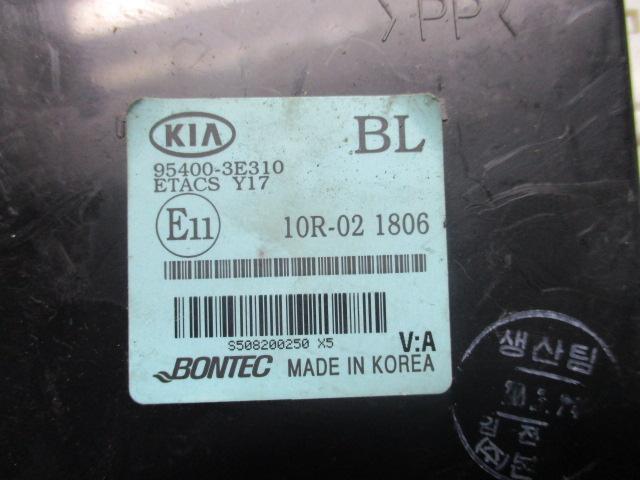 >PP<
KIA
BL
95400-3E310
ETACS Y17
E11
10R-02 1806
S508200250 X5
V:A
BONTEC MADE IN KOREA
생산팀